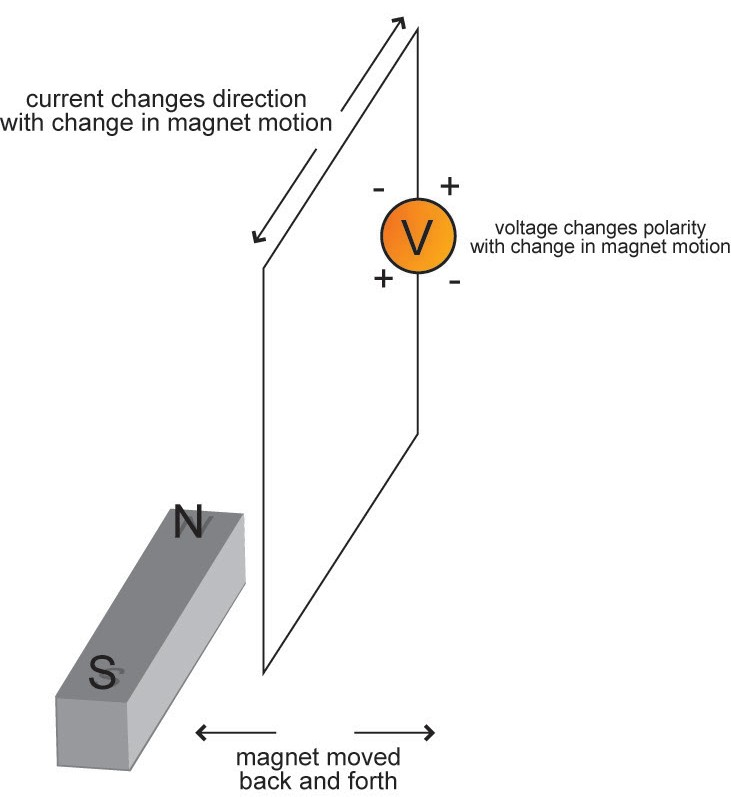 current changes direction
with change in magnet motion
- +
V
voltage changes polarity
with change in magnet motion
+ -
N
S
magnet moved
back and forth